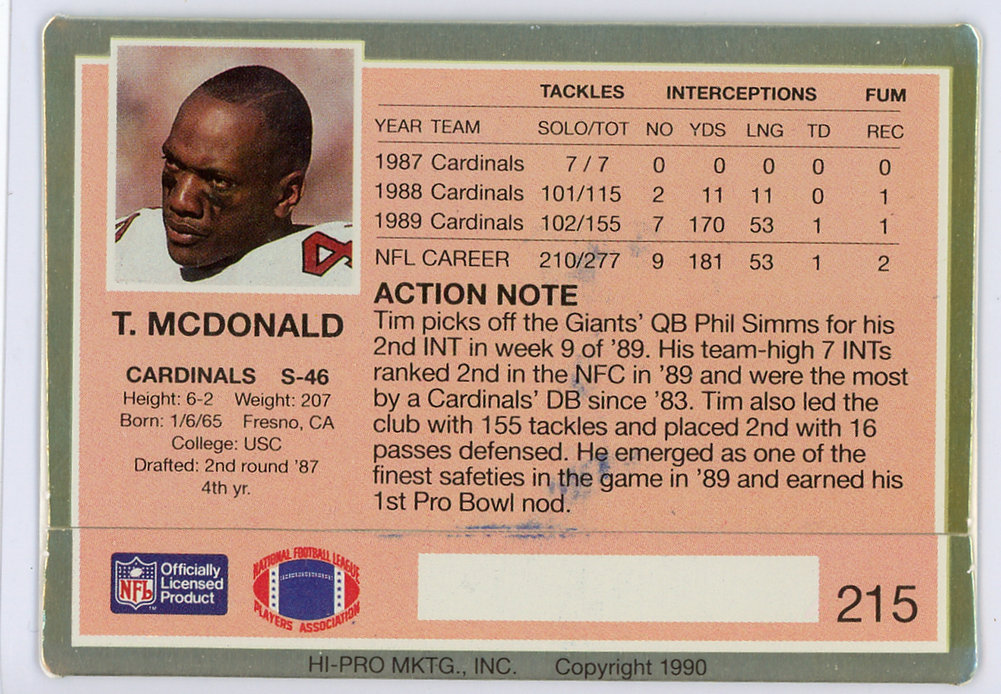 TACKLES INTERCEPTIONS FUM
YEAR TEAM SOLO/TOT NO YDS LNG TD REC
1987 Cardinals 7/7 0 0 0 0 0
1988 Cardinals 101/115 2 11 11 0 1
1989 Cardinals 102/155 7 170 53 1 1
NFL CAREER 210/277 9 181 53 1 2
ACTION NOTE
Tim picks off the Giants' QB Phil Simms for his
2nd INT in week 9 of '89. His team-high 7 INTs
ranked 2nd in the NFC in '89 and were the most
by a Cardinals' DB since '83. Tim also led the
club with 155 tackles and placed 2nd with 16
passes defensed. He emerged as one of the
finest safeties in the game in '89 and earned his
1st Pro Bowl nod.
T. MCDONALD
CARDINALS S-46
Height: 6-2 Weight: 207
Born: 1/6/65 Fresno, CA
College: USC
Drafted: 2nd round '87
4th yr.
NFL
TM
Officially
Licensed
Product
NATIONAL FOOTBALL LEAGUE
PLAYERS ASSOCIATION
215
HI-PRO MKTG., INC. Copyright 1990